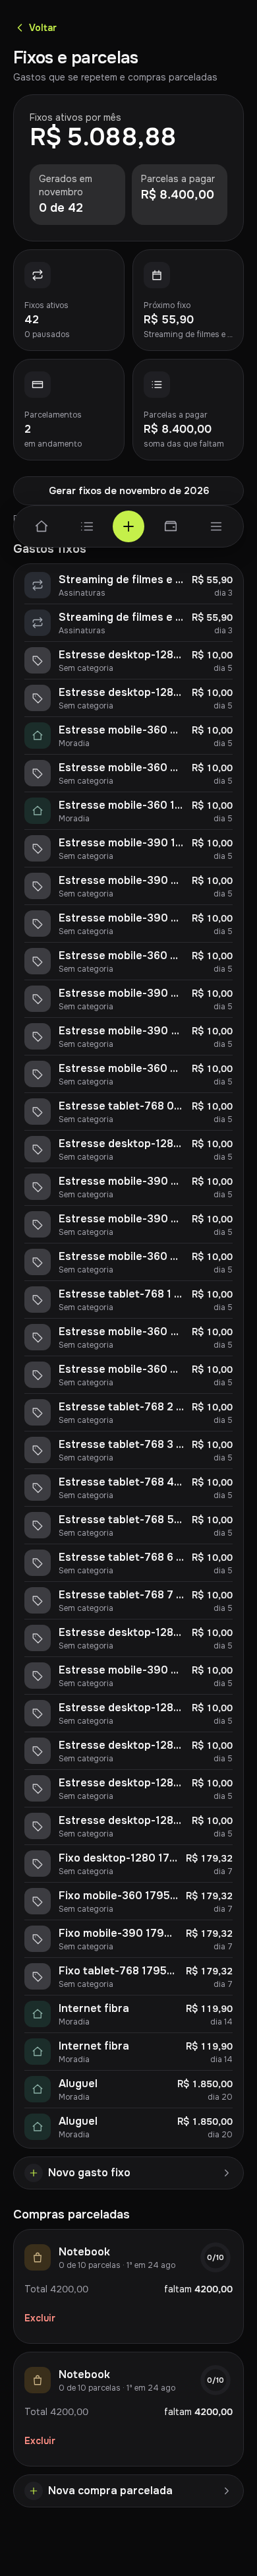 Voltar
Fixos e parcelas
Gastos que se repetem e compras parceladas
Fixos ativos por mês
R$ 5.088,88
Gerados em novembro
0 de 42
Parcelas a pagar
R$ 8.400,00
Fixos ativos
42
0 pausados
Próximo fixo
R$ 55,90
Streaming de filmes e ...
Parcelamentos
2
em andamento
Parcelas a pagar
R$ 8.400,00
soma das que faltam
Gerar fixos de novembro de 2026
Gastos fixos
Streaming de filmes e ... R$ 55,90
Assinaturas dia 3
Streaming de filmes e ... R$ 55,90
Assinaturas dia 3
Estresse desktop-128... R$ 10,00
Sem categoria dia 5
Estresse desktop-128... R$ 10,00
Sem categoria dia 5
Estresse mobile-360 ... R$ 10,00
Moradia dia 5
Estresse mobile-360 ... R$ 10,00
Sem categoria dia 5
Estresse mobile-360 1... R$ 10,00
Moradia dia 5
Estresse mobile-390 1... R$ 10,00
Sem categoria dia 5
Estresse mobile-390 ... R$ 10,00
Sem categoria dia 5
Estresse mobile-390 ... R$ 10,00
Sem categoria dia 5
Estresse mobile-360 ... R$ 10,00
Sem categoria dia 5
Estresse mobile-390 ... R$ 10,00
Sem categoria dia 5
Estresse mobile-390 ... R$ 10,00
Sem categoria dia 5
Estresse mobile-360 ... R$ 10,00
Sem categoria dia 5
Estresse tablet-768 0... R$ 10,00
Sem categoria dia 5
Estresse desktop-128... R$ 10,00
Sem categoria dia 5
Estresse mobile-390 ... R$ 10,00
Sem categoria dia 5
Estresse mobile-390 ... R$ 10,00
Sem categoria dia 5
Estresse mobile-360 ... R$ 10,00
Sem categoria dia 5
Estresse tablet-768 1 ... R$ 10,00
Sem categoria dia 5
Estresse mobile-360 ... R$ 10,00
Sem categoria dia 5
Estresse mobile-360 ... R$ 10,00
Sem categoria dia 5
Estresse tablet-768 2 ... R$ 10,00
Sem categoria dia 5
Estresse tablet-768 3 ... R$ 10,00
Sem categoria dia 5
Estresse tablet-768 4... R$ 10,00
Sem categoria dia 5
Estresse tablet-768 5... R$ 10,00
Sem categoria dia 5
Estresse tablet-768 6 ... R$ 10,00
Sem categoria dia 5
Estresse tablet-768 7 ... R$ 10,00
Sem categoria dia 5
Estresse desktop-128... R$ 10,00
Sem categoria dia 5
Estresse mobile-390 ... R$ 10,00
Sem categoria dia 5
Estresse desktop-128... R$ 10,00
Sem categoria dia 5
Estresse desktop-128... R$ 10,00
Sem categoria dia 5
Estresse desktop-128... R$ 10,00
Sem categoria dia 5
Estresse desktop-128... R$ 10,00
Sem categoria dia 5
Fixo desktop-1280 17... R$ 179,32
Sem categoria dia 7
Fixo mobile-360 1795... R$ 179,32
Sem categoria dia 7
Fixo mobile-390 179... R$ 179,32
Sem categoria dia 7
Fixo tablet-768 1795... R$ 179,32
Sem categoria dia 7
Internet fibra R$ 119,90
Moradia dia 14
Internet fibra R$ 119,90
Moradia dia 14
Aluguel R$ 1.850,00
Moradia dia 20
Aluguel R$ 1.850,00
Moradia dia 20
Novo gasto fixo
Compras parceladas
Notebook
0 de 10 parcelas · 1ª em 24 ago
0/10
Total 4200,00 faltam 4200,00
Excluir
Notebook
0 de 10 parcelas · 1ª em 24 ago
0/10
Total 4200,00 faltam 4200,00
Excluir
Nova compra parcelada